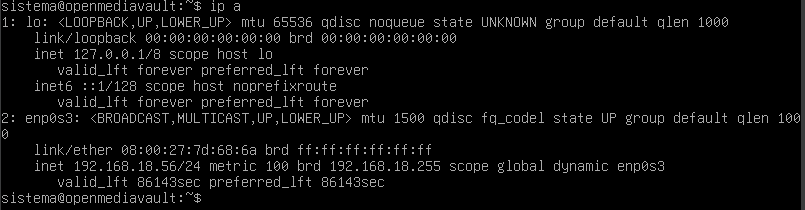 sistema@openmediavault:~$ ip a
1: lo: <LOOPBACK,UP,LOWER_UP> mtu 65536 qdisc noqueue state UNKNOWN group default qlen 1000
    link/loopback 00:00:00:00:00:00 brd 00:00:00:00:00:00
    inet 127.0.0.1/8 scope host lo
       valid_lft forever preferred_lft forever
    inet6 ::1/128 scope host noprefixroute
       valid_lft forever preferred_lft forever
2: enp0s3: <BROADCAST,MULTICAST,UP,LOWER_UP> mtu 1500 qdisc fq_codel state UP group default qlen 100
0
    link/ether 08:00:27:7d:68:6a brd ff:ff:ff:ff:ff:ff
    inet 192.168.18.56/24 metric 100 brd 192.168.18.255 scope global dynamic enp0s3
       valid_lft 86143sec preferred_lft 86143sec
sistema@openmediavault:~$